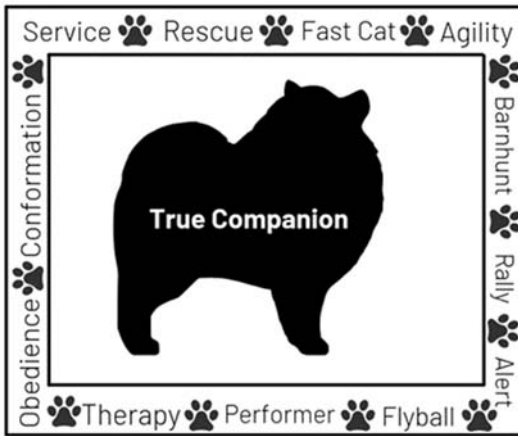 Service Rescue Fast Cat Agility
Barnhunt Rally Alert
Therapy Performer Flyball
Obedience Conformation
True Companion